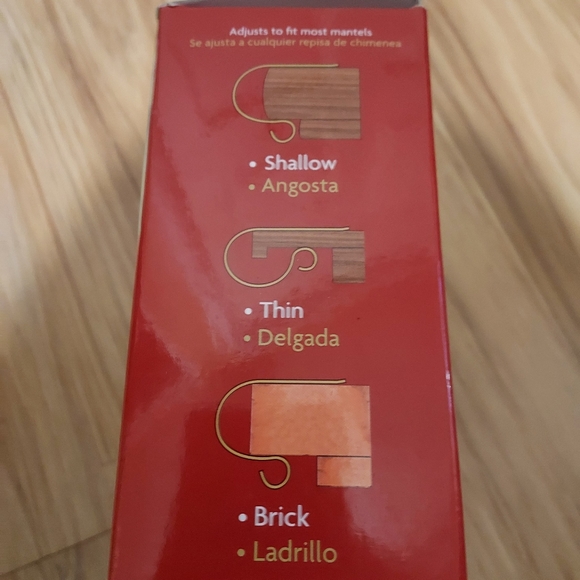 Adjusts to fit most mantels
Se ajusta a cualquier repisa de chimenea
• Shallow
• Angosta
• Thin
• Delgada
• Brick
• Ladrillo